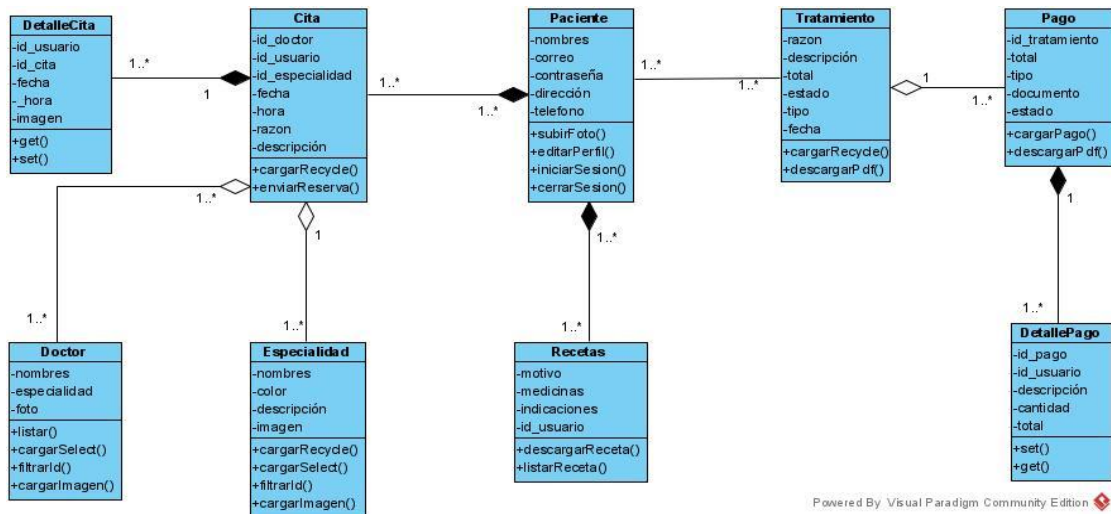 DetalleCita
-id_usuario
-id_cita
-fecha
-_hora
-imagen
+get()
+set()
1..*
1
Cita
-id_doctor
-id_usuario
-id_especialidad
-fecha
-hora
-razon
-descripción
+cargarRecycle()
+enviarReserva()
1..*
1..*
Paciente
-nombres
-correo
-contraseña
-dirección
-telefono
+subirFoto()
+editarPerfil()
+iniciarSesion()
+cerrarSesion()
1..*
1..*
Tratamiento
-razon
-descripción
-total
-estado
-tipo
-fecha
+cargarRecycle()
+descargarPdf()
1
1..*
Pago
-id_tratamiento
-total
-tipo
-documento
-estado
+cargarPago()
+descargarPdf()
1..*
1
1..*
1
1..*
1..*
1..*
1..*
Doctor
-nombres
-especialidad
-foto
+listar()
+cargarSelect()
+filtrarId()
+cargarImagen()
Especialidad
-nombres
-color
-descripción
-imagen
+cargarRecycle()
+cargarSelect()
+filtrarId()
+cargarImagen()
Recetas
-motivo
-medicinas
-indicaciones
-id_usuario
+descargarReceta()
+listarReceta()
DetallePago
-id_pago
-id_usuario
-descripción
-cantidad
-total
+set()
+get()
Powered By Visual Paradigm Community Edition